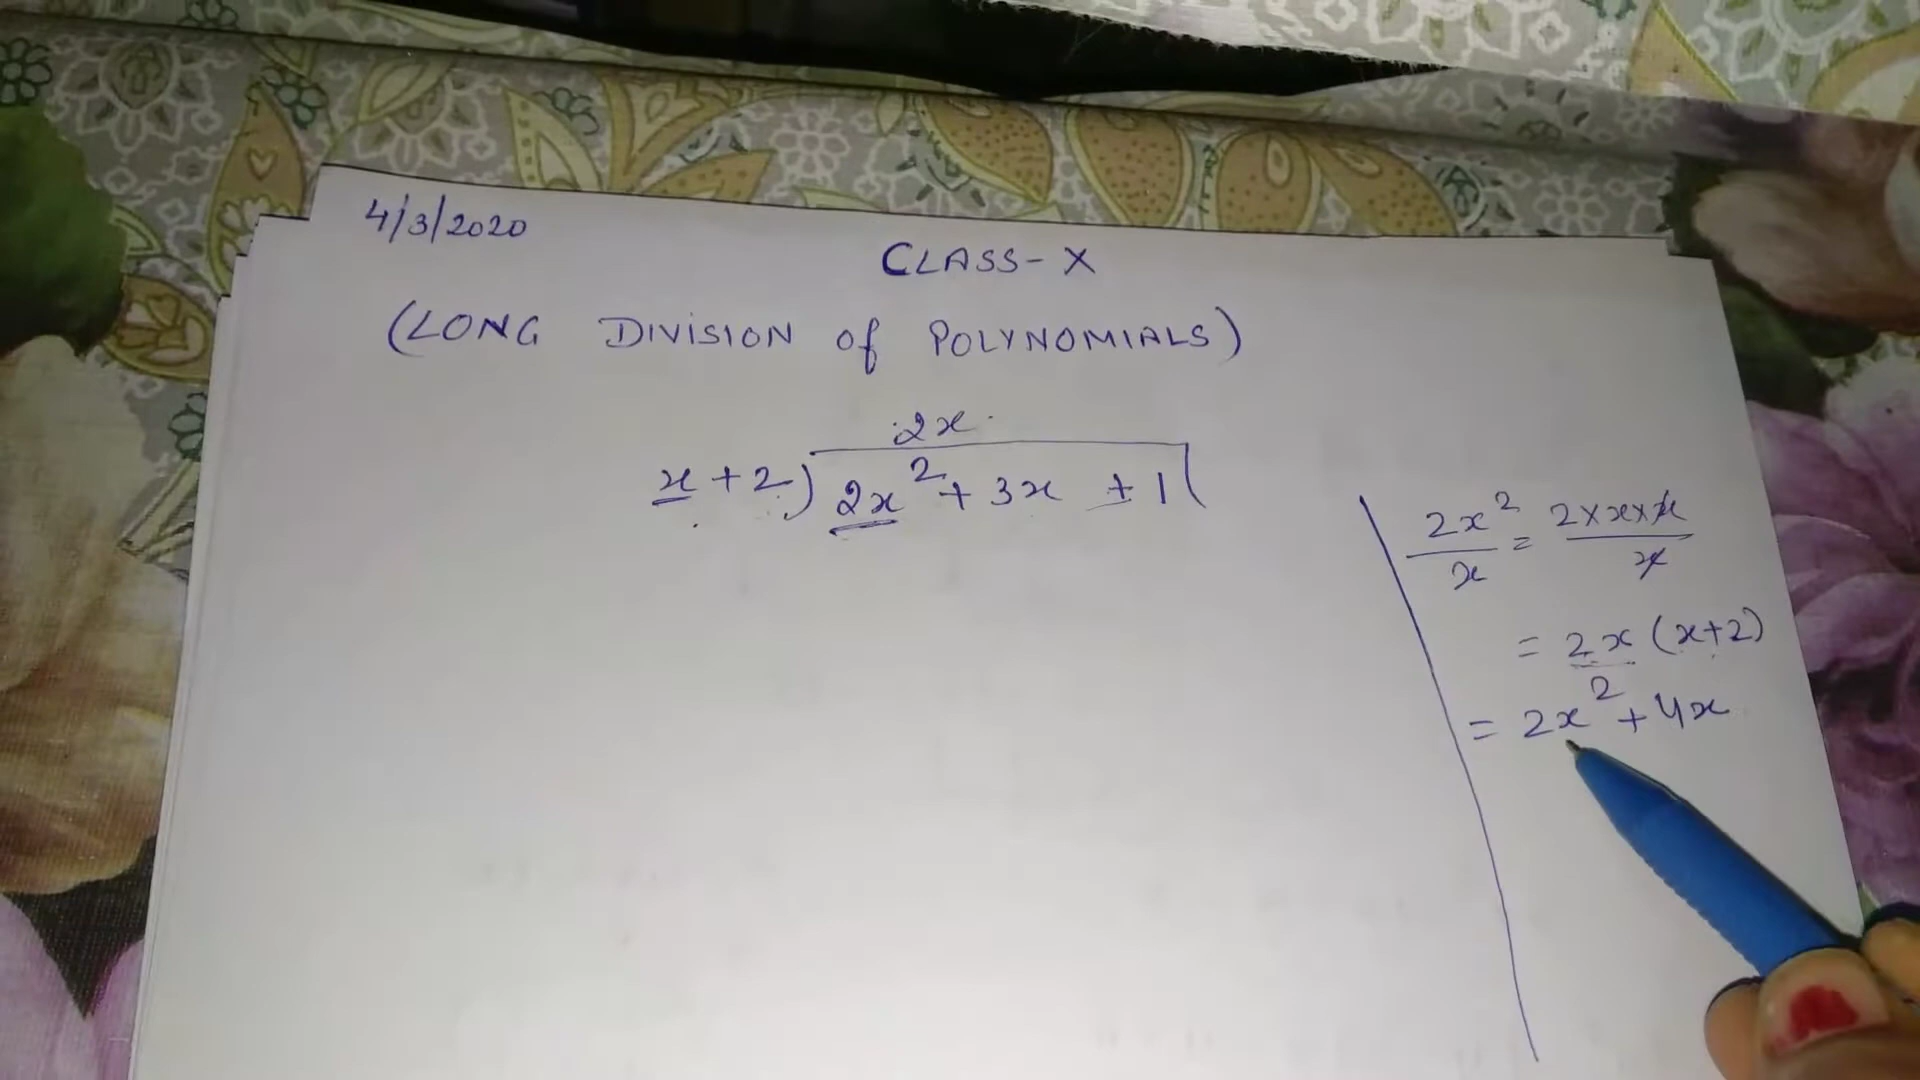 4/3/2020
CLASS - X
(LONG DIVISION of POLYNOMIALS)
2x
x + 2) 2x² + 3x + 1(
2x²/x = 2×x×x/x
= 2x (x+2)
= 2x² + 4x